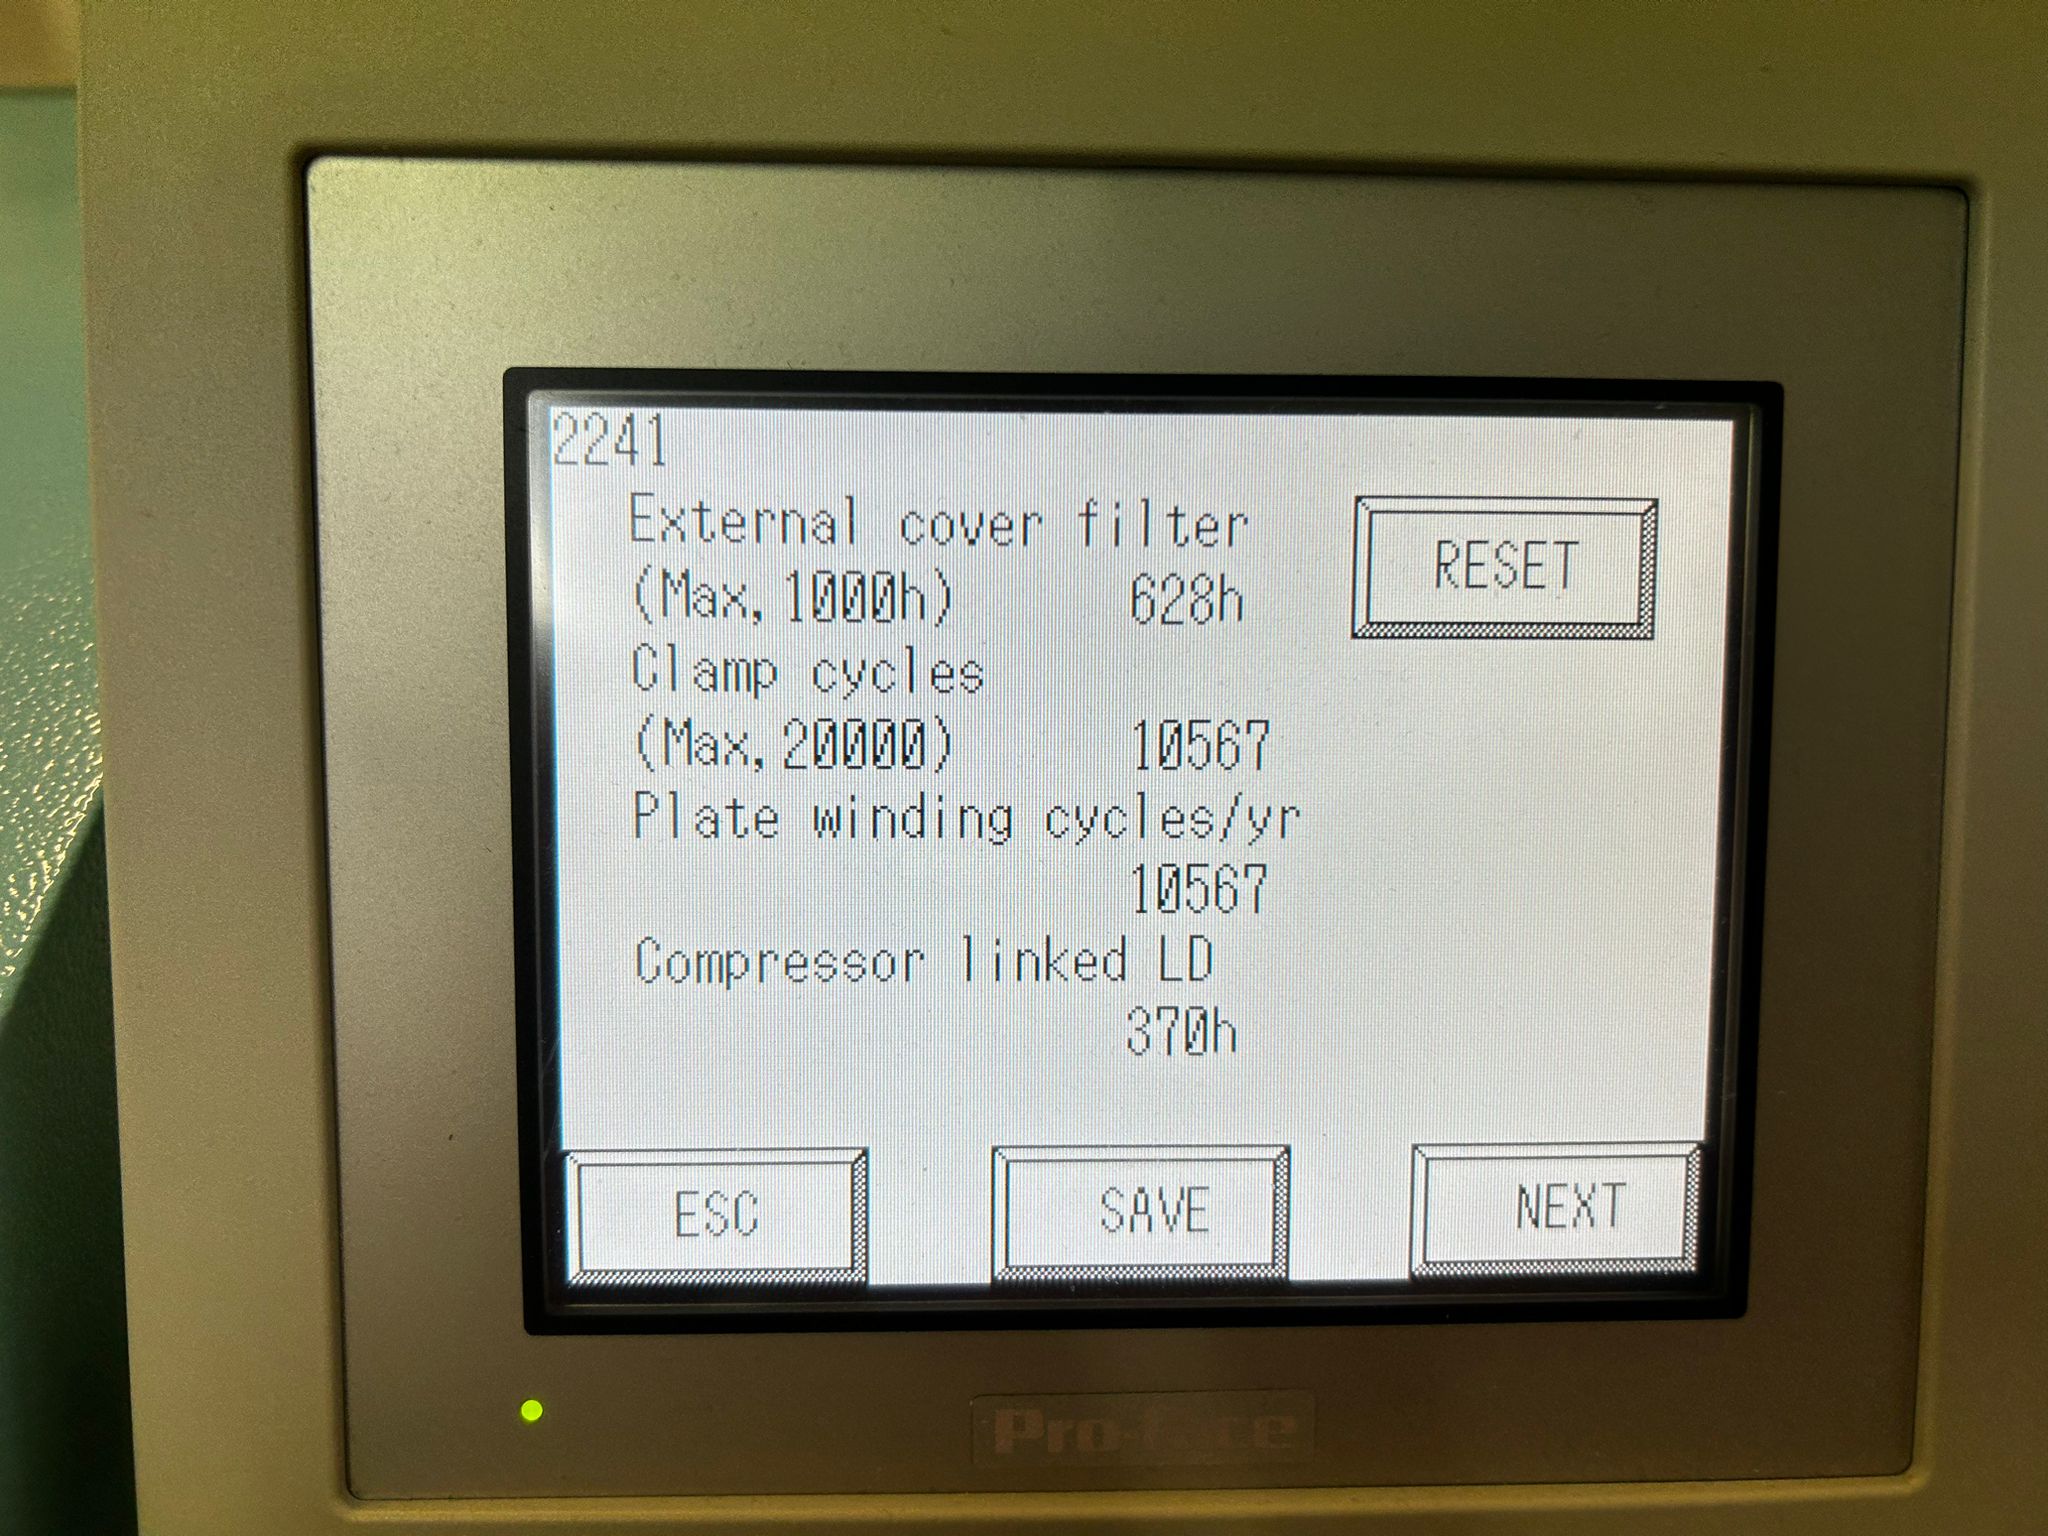 2241
External cover filter
(Max, 1000h) 628h
RESET
Clamp cycles
(Max, 20000) 10567
Plate winding cycles/yr
10567
Compressor linked LD
370h
ESC SAVE NEXT
Pro-face